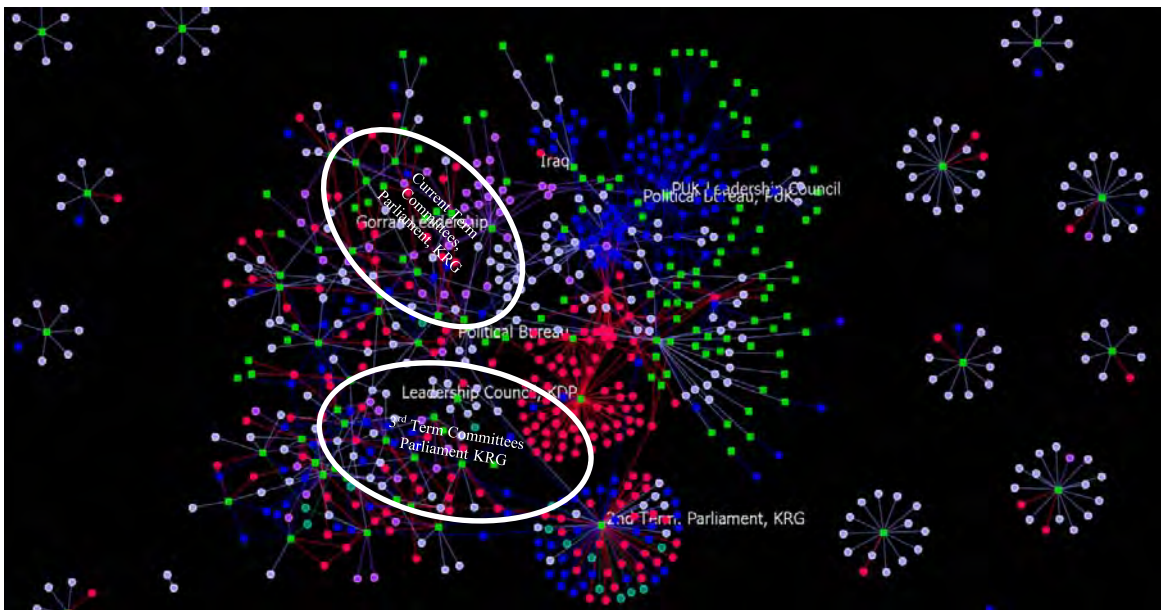 Iraq
PUK Leadership Council
Political Bureau, PUK
Current Term
Committees,
Parliament, KRG
Gorran Leadership
Political Bureau
Leadership Council, KDP
3rd Term Committees
Parliament KRG
2nd Term. Parliament, KRG